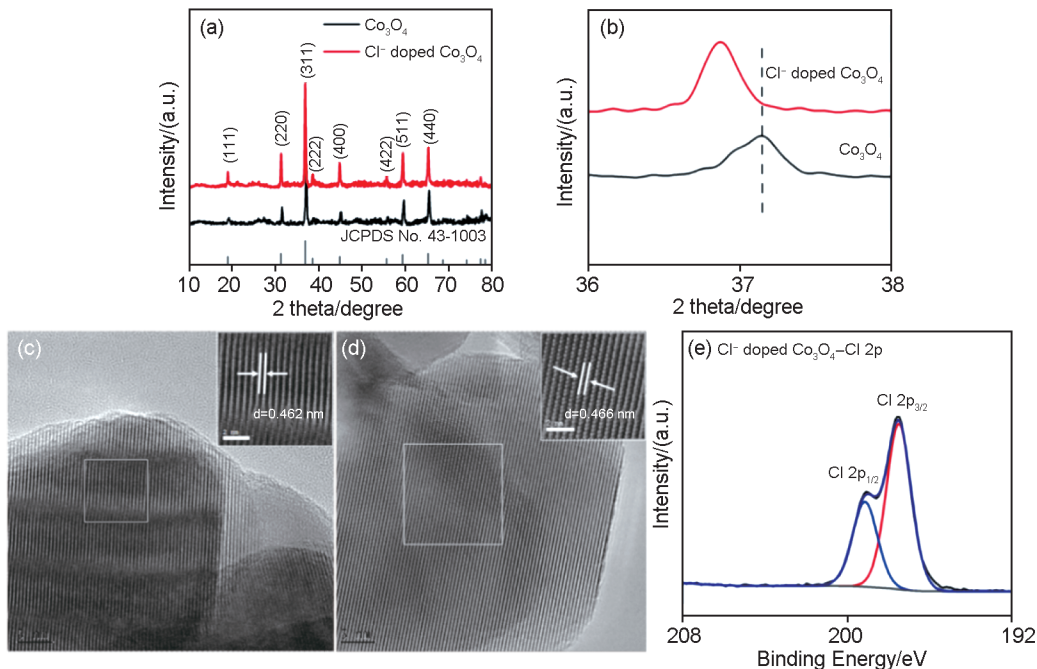 (a)
Co₃O₄
Cl⁻ doped Co₃O₄
(111)
(220)
(311)
(222)
(400)
(422)
(511)
(440)
JCPDS No. 43-1003
Intensity/(a.u.)
10 20 30 40 50 60 70 80
2 theta/degree
(b)
Cl⁻ doped Co₃O₄
Co₃O₄
Intensity/(a.u.)
36 37 38
2 theta/degree
(c)
d=0.462 nm
(d)
d=0.466 nm
(e)
Cl⁻ doped Co₃O₄–Cl 2p
Cl 2p₃/₂
Cl 2p₁/₂
Intensity/(a.u.)
208 200 192
Binding Energy/eV